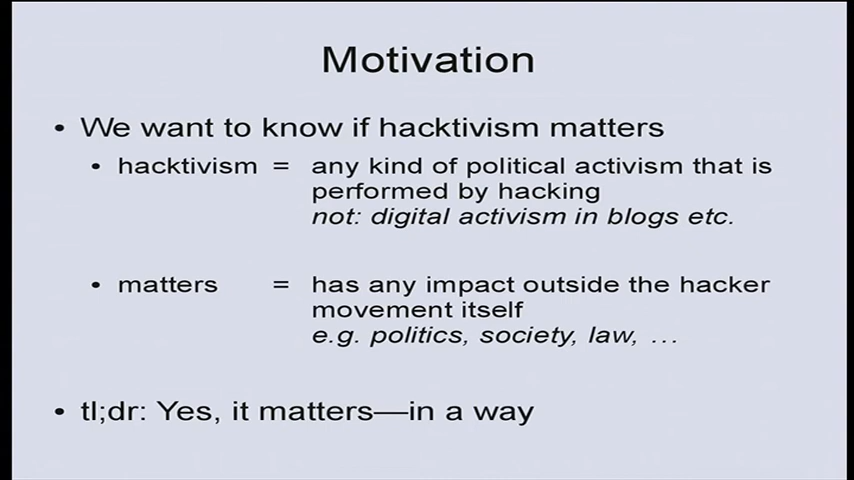 Motivation
• We want to know if hacktivism matters
• hacktivism = any kind of political activism that is
performed by hacking
not: digital activism in blogs etc.
• matters = has any impact outside the hacker
movement itself
e.g. politics, society, law, …
• tl;dr: Yes, it matters—in a way